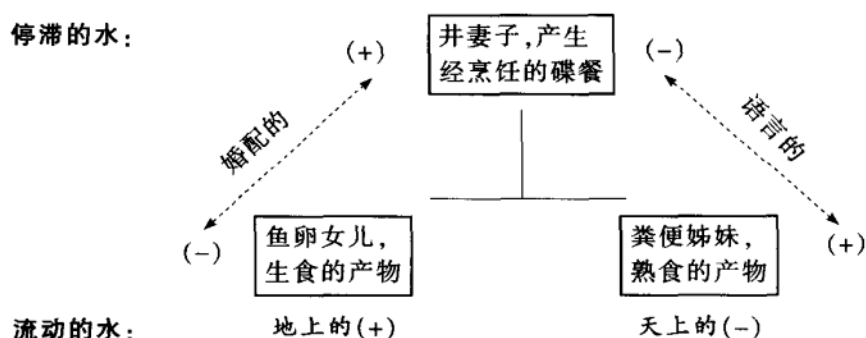 停滞的水：
(+)
井妻子，产生
经烹饪的碟餐
(-)
婚配的
语言的
(-)
鱼卵女儿，
生食的产物
粪便姊妹，
熟食的产物
(+)
流动的水：
地上的(+)
天上的(-)